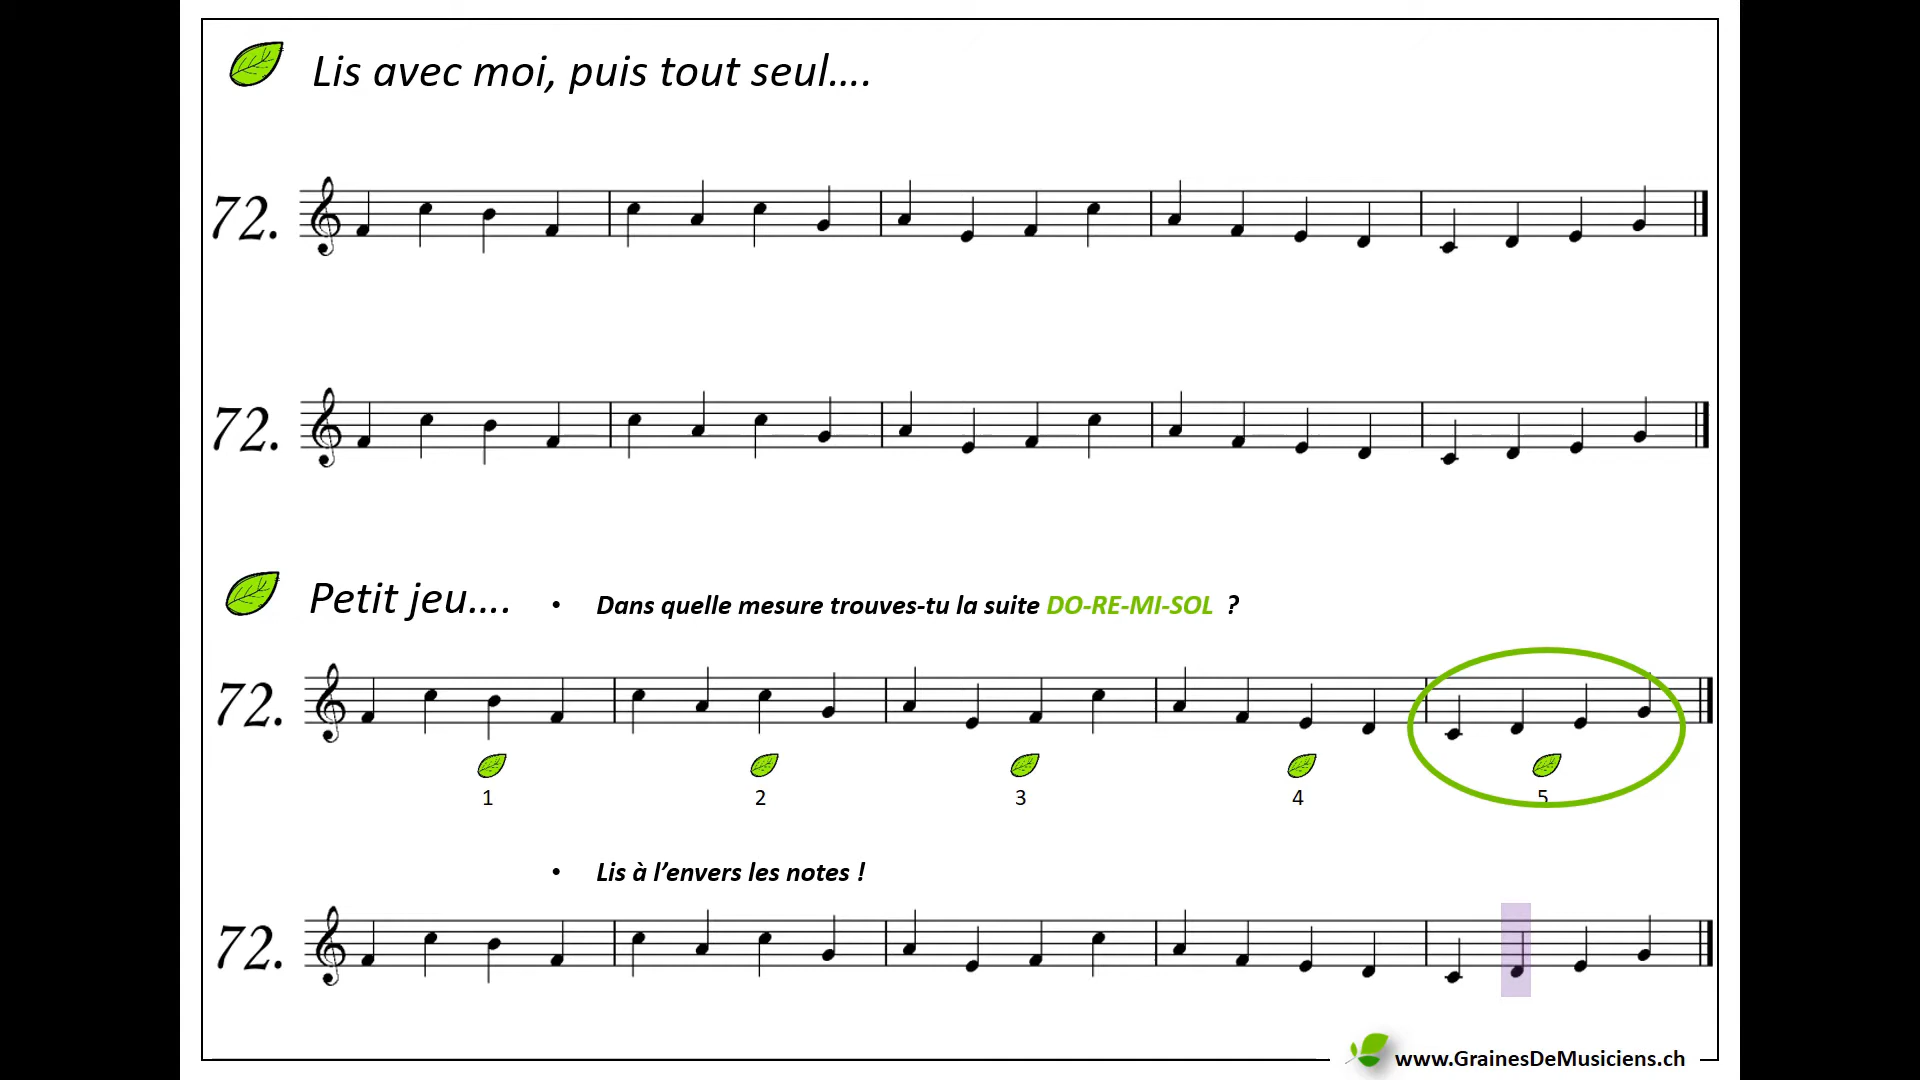 Lis avec moi, puis tout seul....
72.
72.
Petit jeu.... • Dans quelle mesure trouves-tu la suite DO-RE-MI-SOL ?
72.
1 2 3 4 5
• Lis à l’envers les notes !
72.
www.GrainesDeMusiciens.ch